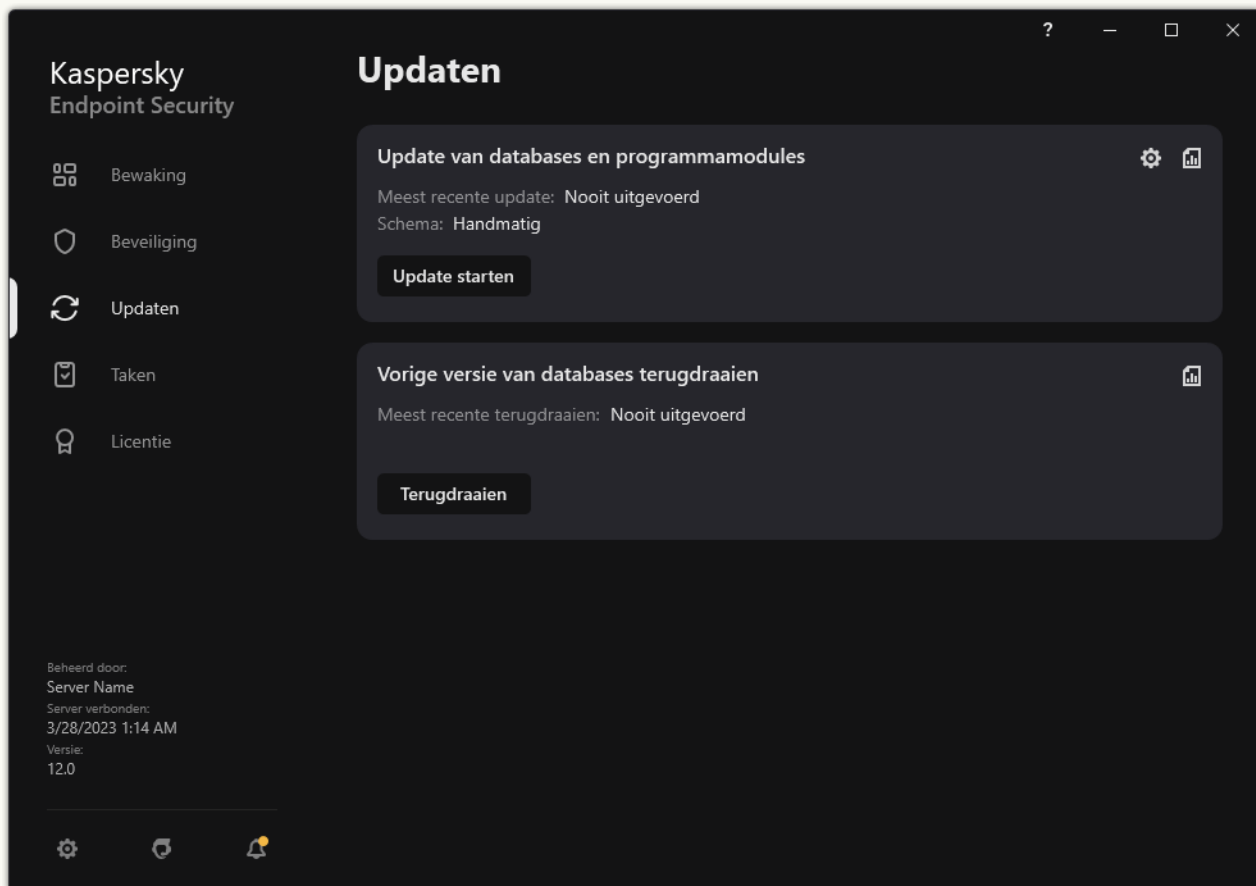 ?
Kaspersky
Endpoint Security
Bewaking
Beveiliging
Updaten
Taken
Licentie
Beheerd door:
Server Name
Server verbonden:
3/28/2023 1:14 AM
Versie:
12.0
Updaten
Update van databases en programmamodules
Meest recente update: Nooit uitgevoerd
Schema: Handmatig
Update starten
Vorige versie van databases terugdraaien
Meest recente terugdraaien: Nooit uitgevoerd
Terugdraaien